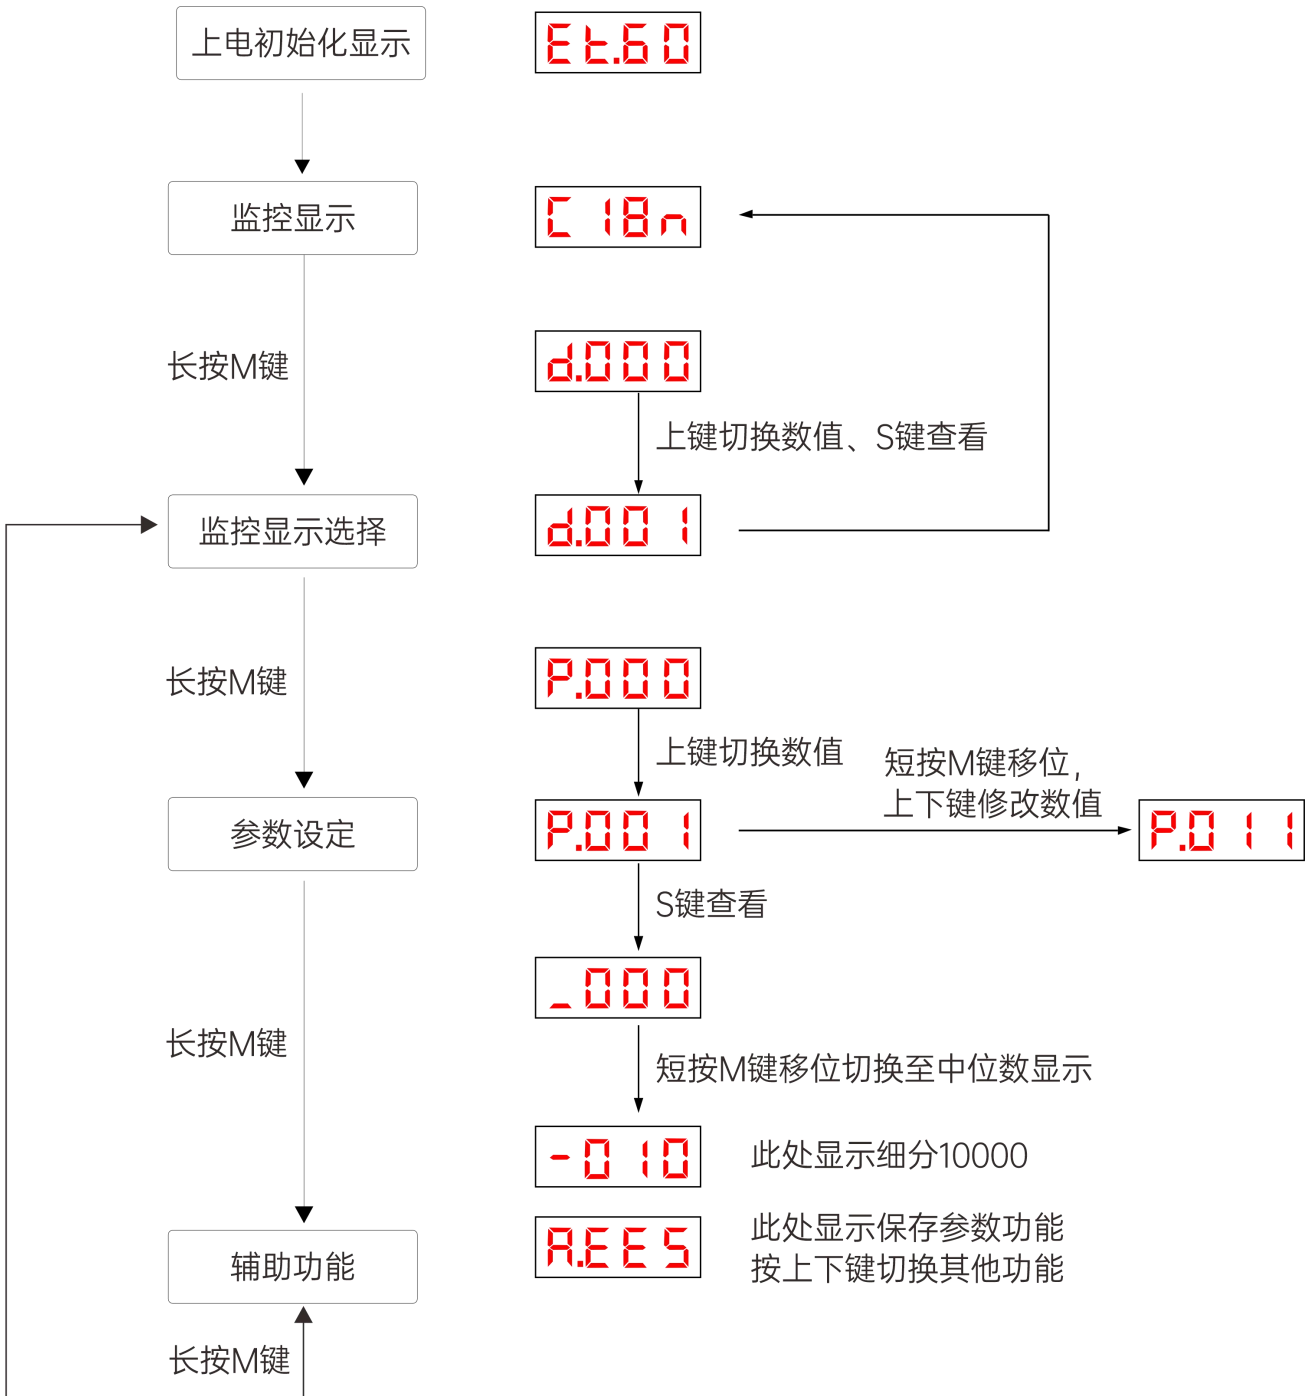 上电初始化显示
Et.60
监控显示
C18n
长按M键
d.000
上键切换数值、S键查看
监控显示选择
d.001
长按M键
P.000
上键切换数值
短按M键移位，
上下键修改数值
参数设定
P.001
P.011
S键查看
_000
长按M键
短按M键移位切换至中位数显示
-010
此处显示细分10000
辅助功能
A.EES
此处显示保存参数功能
按上下键切换其他功能
长按M键